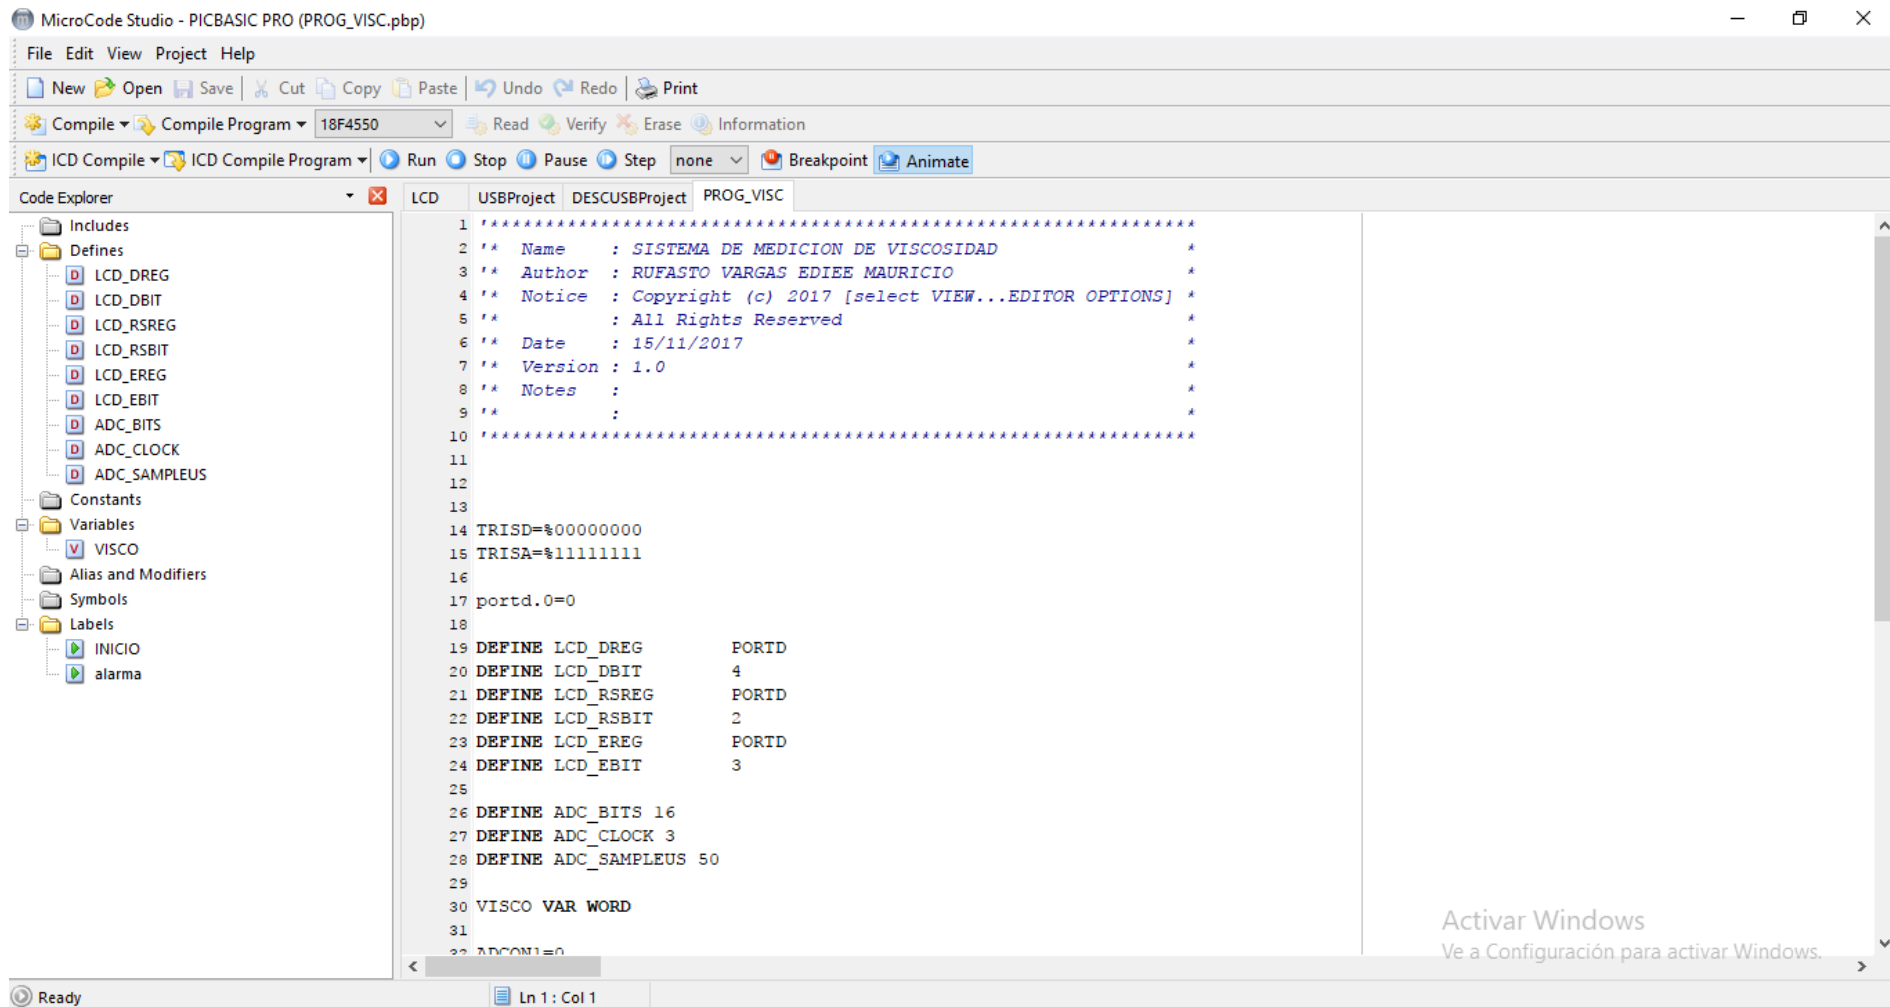 MicroCode Studio - PICBASIC PRO (PROG_VISC.pbp)
File Edit View Project Help
New Open Save Cut Copy Paste Undo Redo Print
Compile Compile Program 18F4550 Read Verify Erase Information
ICD Compile ICD Compile Program Run Stop Pause Step none Breakpoint Animate
Code Explorer
Includes
Defines
LCD_DREG
LCD_DBIT
LCD_RSREG
LCD_RSBIT
LCD_EREG
LCD_EBIT
ADC_BITS
ADC_CLOCK
ADC_SAMPLEUS
Constants
Variables
VISCO
Alias and Modifiers
Symbols
Labels
INICIO
alarma
LCD USBProject DESCUSBProject PROG_VISC
1 '****************************************************************
2 '*  Name    : SISTEMA DE MEDICION DE VISCOSIDAD                 *
3 '*  Author  : RUFASTO VARGAS EDIEE MAURICIO                     *
4 '*  Notice  : Copyright (c) 2017 [select VIEW...EDITOR OPTIONS] *
5 '*          : All Rights Reserved                               *
6 '*  Date    : 15/11/2017                                        *
7 '*  Version : 1.0                                               *
8 '*  Notes   :                                                   *
9 '*          :                                                   *
10 '****************************************************************
11
12
13
14 TRISD=%00000000
15 TRISA=%11111111
16
17 portd.0=0
18
19 DEFINE LCD_DREG        PORTD
20 DEFINE LCD_DBIT        4
21 DEFINE LCD_RSREG       PORTD
22 DEFINE LCD_RSBIT       2
23 DEFINE LCD_EREG        PORTD
24 DEFINE LCD_EBIT        3
25
26 DEFINE ADC_BITS 16
27 DEFINE ADC_CLOCK 3
28 DEFINE ADC_SAMPLEUS 50
29
30 VISCO VAR WORD
31
32 ADCON1=0
Activar Windows
Ve a Configuración para activar Windows.
Ready Ln 1 : Col 1